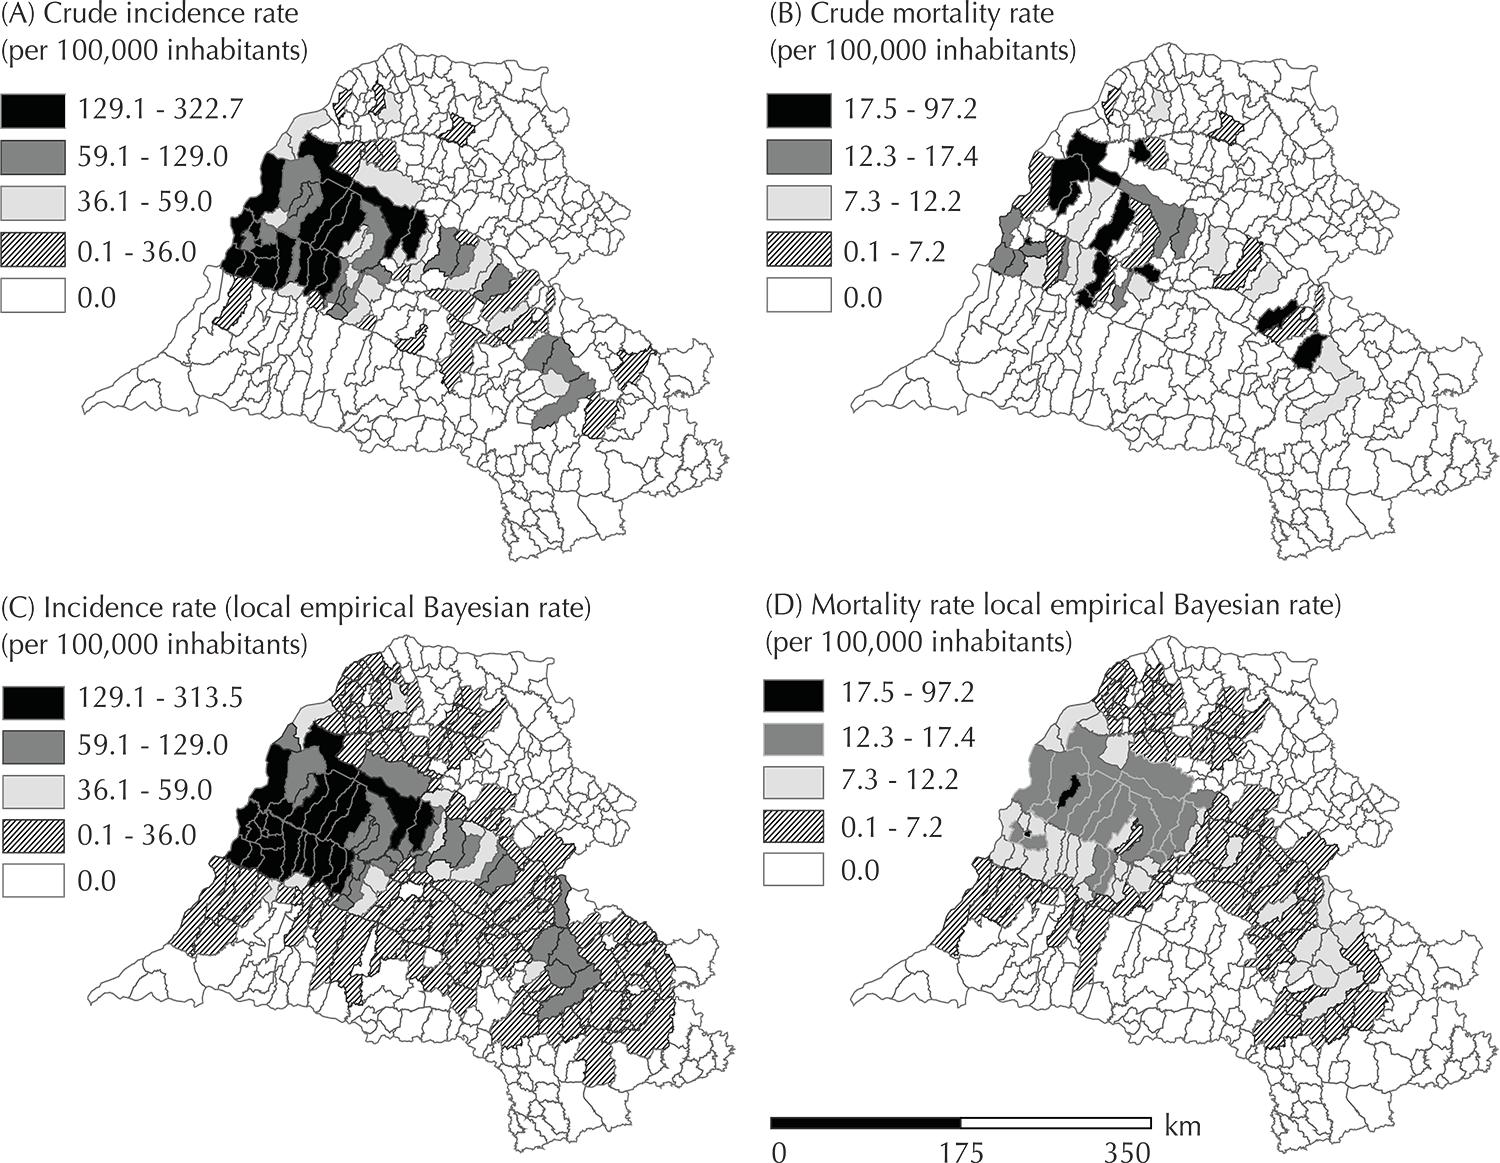 (A) Crude incidence rate
(per 100,000 inhabitants)
129.1 - 322.7
59.1 - 129.0
36.1 - 59.0
0.1 - 36.0
0.0
(B) Crude mortality rate
(per 100,000 inhabitants)
17.5 - 97.2
12.3 - 17.4
7.3 - 12.2
0.1 - 7.2
0.0
(C) Incidence rate (local empirical Bayesian rate)
(per 100,000 inhabitants)
129.1 - 313.5
59.1 - 129.0
36.1 - 59.0
0.1 - 36.0
0.0
(D) Mortality rate local empirical Bayesian rate)
(per 100,000 inhabitants)
17.5 - 97.2
12.3 - 17.4
7.3 - 12.2
0.1 - 7.2
0.0
km
0 175 350